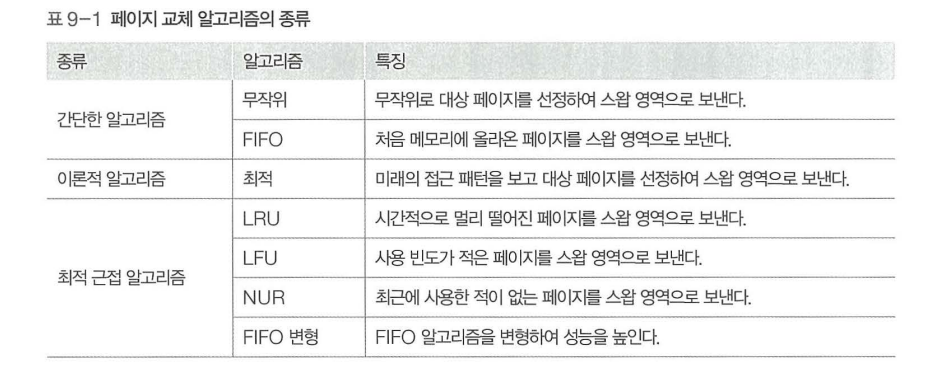 표 9-1 페이지 교체 알고리즘의 종류
종류 알고리즘 특징
간단한 알고리즘
무작위 무작위로 대상 페이지를 선정하여 스왑 영역으로 보낸다.
FIFO 처음 메모리에 올라온 페이지를 스왑 영역으로 보낸다.
이론적 알고리즘 최적 미래의 접근 패턴을 보고 대상 페이지를 선정하여 스왑 영역으로 보낸다.
최적 근접 알고리즘
LRU 시간적으로 멀리 떨어진 페이지를 스왑 영역으로 보낸다.
LFU 사용 빈도가 적은 페이지를 스왑 영역으로 보낸다.
NUR 최근에 사용한 적이 없는 페이지를 스왑 영역으로 보낸다.
FIFO 변형 FIFO 알고리즘을 변형하여 성능을 높인다.